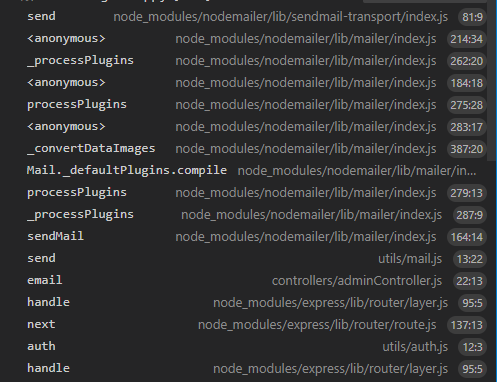 send node_modules/nodemailer/lib/sendmail-transport/index.js 81:9
<anonymous> node_modules/nodemailer/lib/mailer/index.js 214:34
_processPlugins node_modules/nodemailer/lib/mailer/index.js 262:20
<anonymous> node_modules/nodemailer/lib/mailer/index.js 184:18
processPlugins node_modules/nodemailer/lib/mailer/index.js 275:28
<anonymous> node_modules/nodemailer/lib/mailer/index.js 283:17
_convertDataImages node_modules/nodemailer/lib/mailer/index.js 387:20
Mail._defaultPlugins.compile node_modules/nodemailer/lib/mailer/in...
processPlugins node_modules/nodemailer/lib/mailer/index.js 279:13
_processPlugins node_modules/nodemailer/lib/mailer/index.js 287:9
sendMail node_modules/nodemailer/lib/mailer/index.js 164:14
send utils/mail.js 13:22
email controllers/adminController.js 22:13
handle node_modules/express/lib/router/layer.js 95:5
next node_modules/express/lib/router/route.js 137:13
auth utils/auth.js 12:3
handle node_modules/express/lib/router/layer.js 95:5